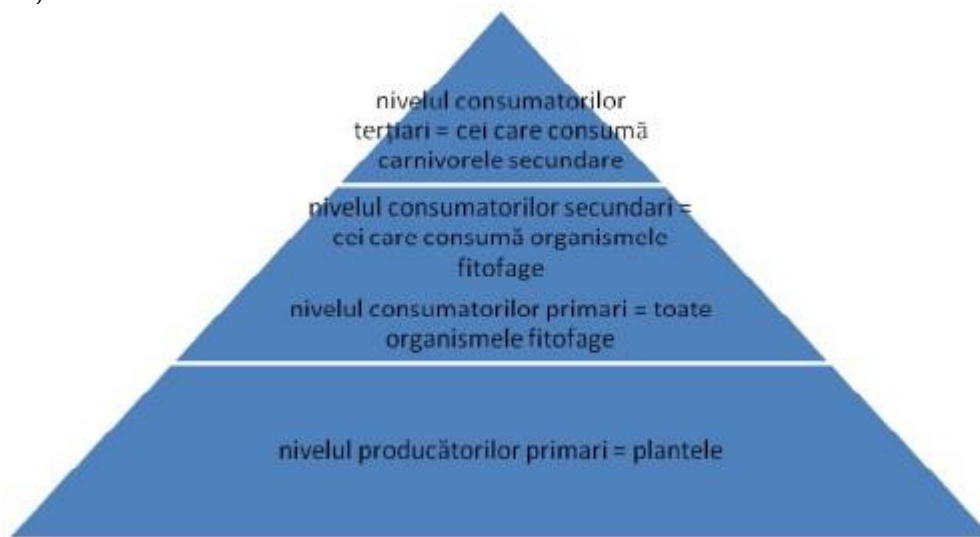 nivelul consumatorilor
terțiari = cei care consumă
carnivorele secundare
nivelul consumatorilor secundari =
cei care consumă organismele
fitofage
nivelul consumatorilor primari = toate
organismele fitofage
nivelul producătorilor primari = plantele